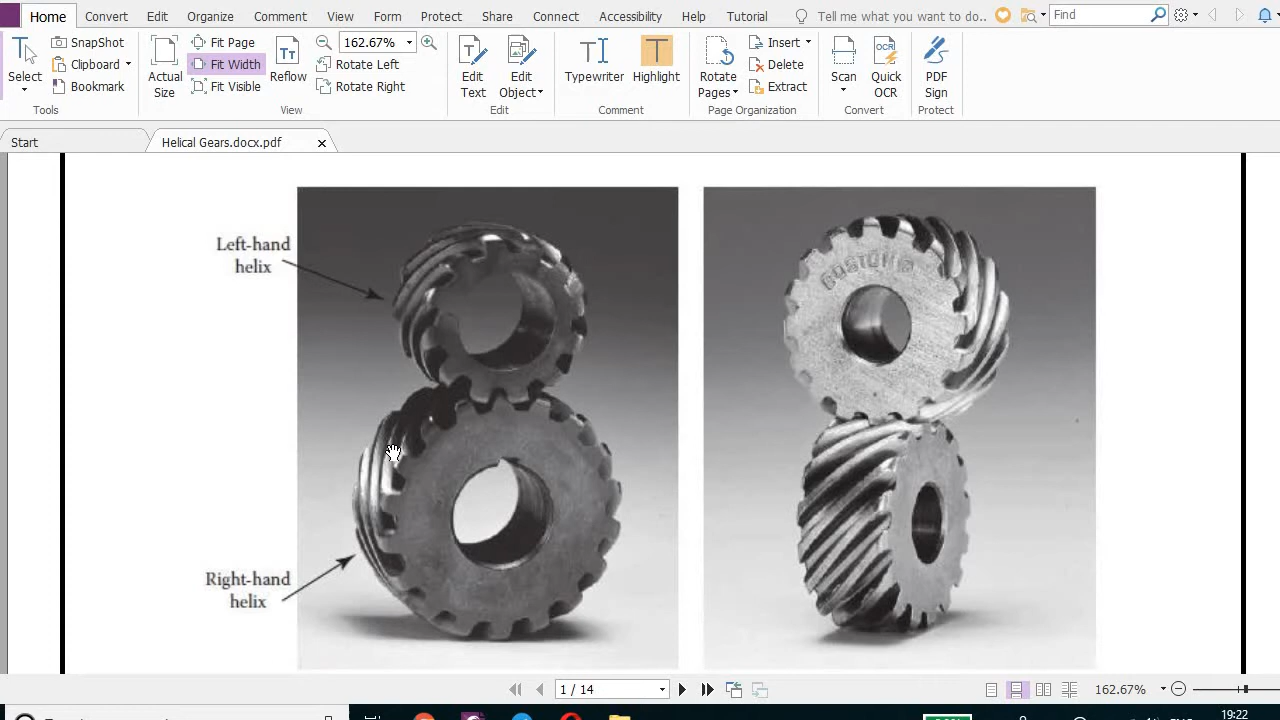 Home Convert Edit Organize Comment View Form Protect Share Connect Accessibility Help Tutorial Tell me what you want to do.. Find
SnapShot
Clipboard
Bookmark
Select
Tools
Actual
Size
Fit Page
Fit Width
Fit Visible
Reflow
162.67%
Rotate Left
Rotate Right
View
Edit
Text
Edit
Object
Edit
Typewriter
Highlight
Comment
Rotate
Pages
Insert
Delete
Extract
Page Organization
Scan
OCR
Quick
OCR
Convert
PDF
Sign
Protect
Start
Helical Gears.docx.pdf
Left-hand
helix
Right-hand
helix
1 / 14
162.67%
19:22